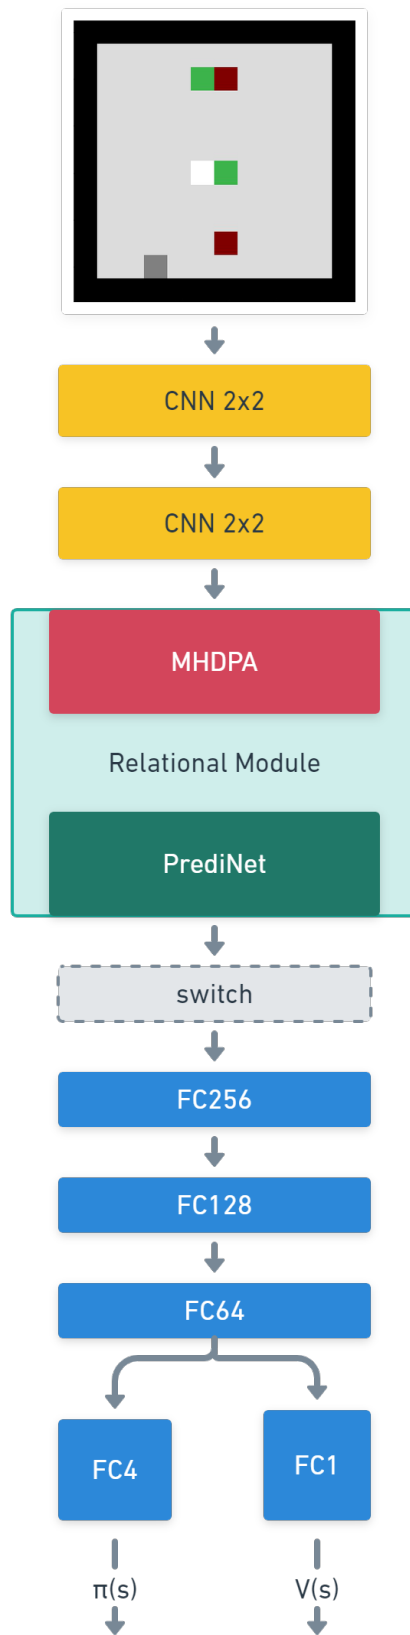 CNN 2x2
CNN 2x2
MHDPA
Relational Module
PrediNet
switch
FC256
FC128
FC64
FC4
FC1
π(s)
V(s)